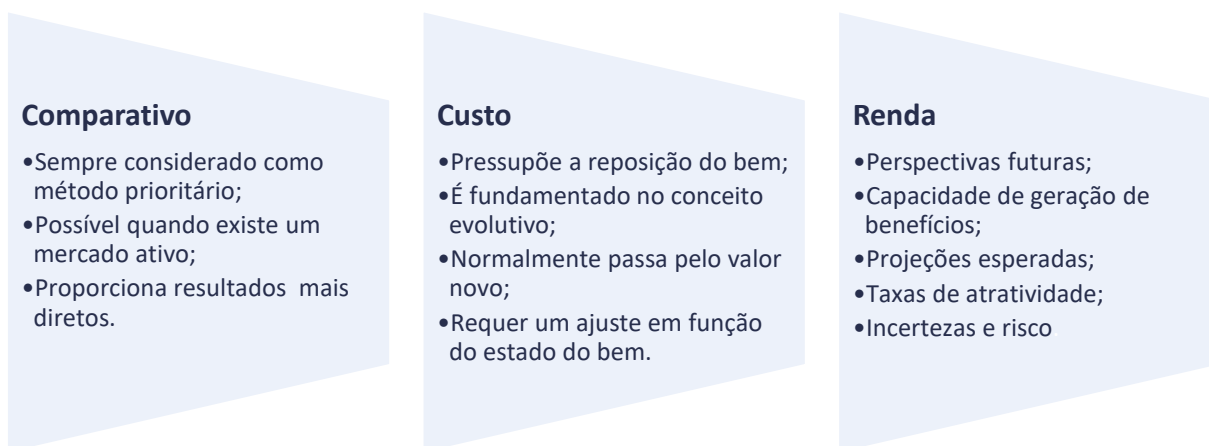 Comparativo
•Sempre considerado como
método prioritário;
•Possível quando existe um
mercado ativo;
•Proporciona resultados  mais
diretos.
Custo
•Pressupõe a reposição do bem;
•É fundamentado no conceito
evolutivo;
•Normalmente passa pelo valor
novo;
•Requer um ajuste em função
do estado do bem.
Renda
•Perspectivas futuras;
•Capacidade de geração de
benefícios;
•Projeções esperadas;
•Taxas de atratividade;
•Incertezas e risco.